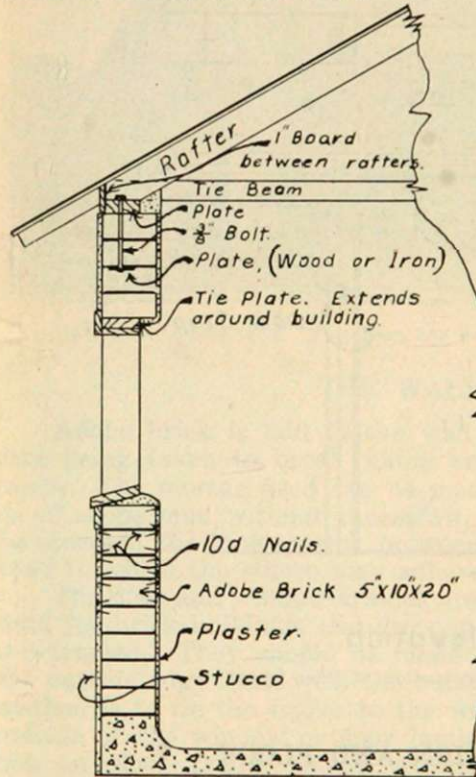 Rafter
1" Board
between rafters.
Tie Beam
Plate
3/8" Bolt.
Plate, (Wood or Iron)
Tie Plate. Extends
around building.
10d Nails.
Adobe Brick 5"x10"x20"
Plaster.
Stucco